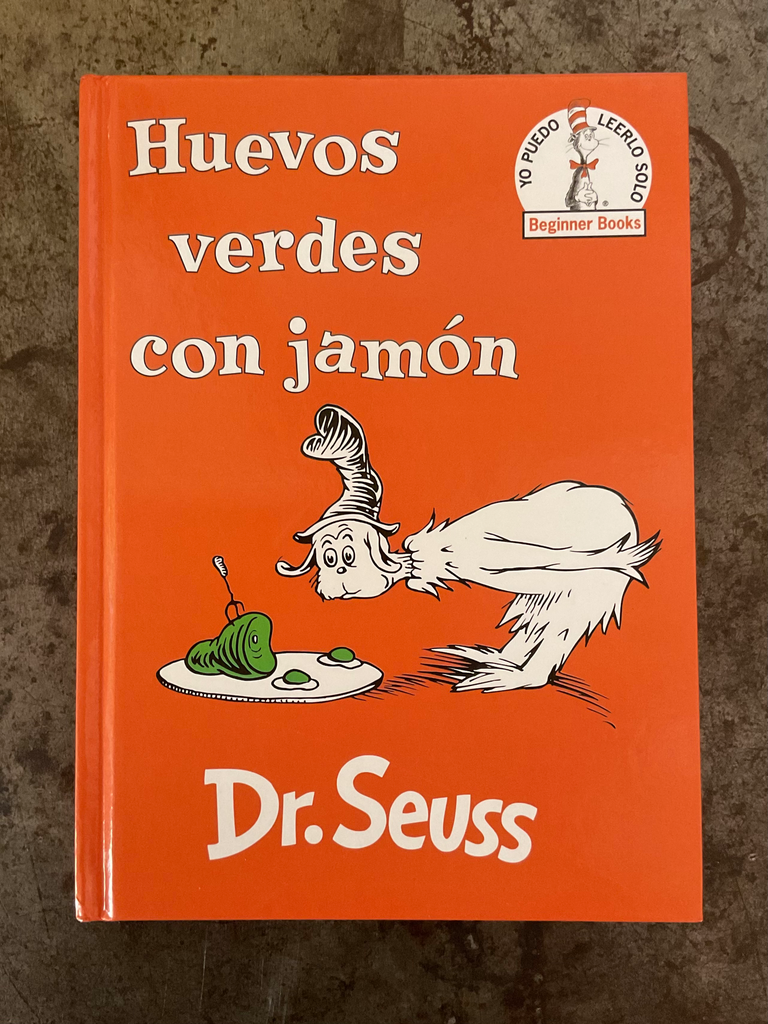 Huevos
verdes
con jamón
YO PUEDO LEERLO SOLO
®
Beginner Books
Dr. Seuss